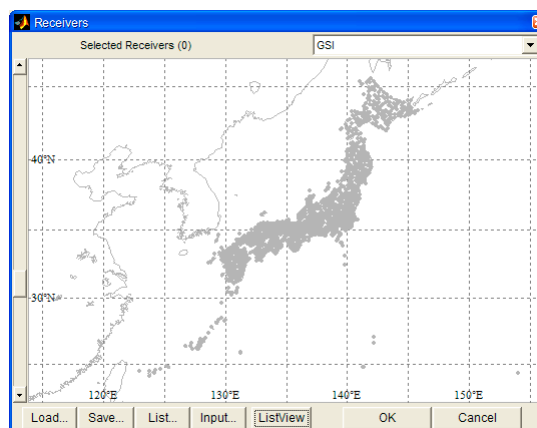 Receivers
Selected Receivers (0) GSI
40°N
30°N
120°E 130°E 140°E 150°E
Load... Save... List... Input... ListView OK Cancel